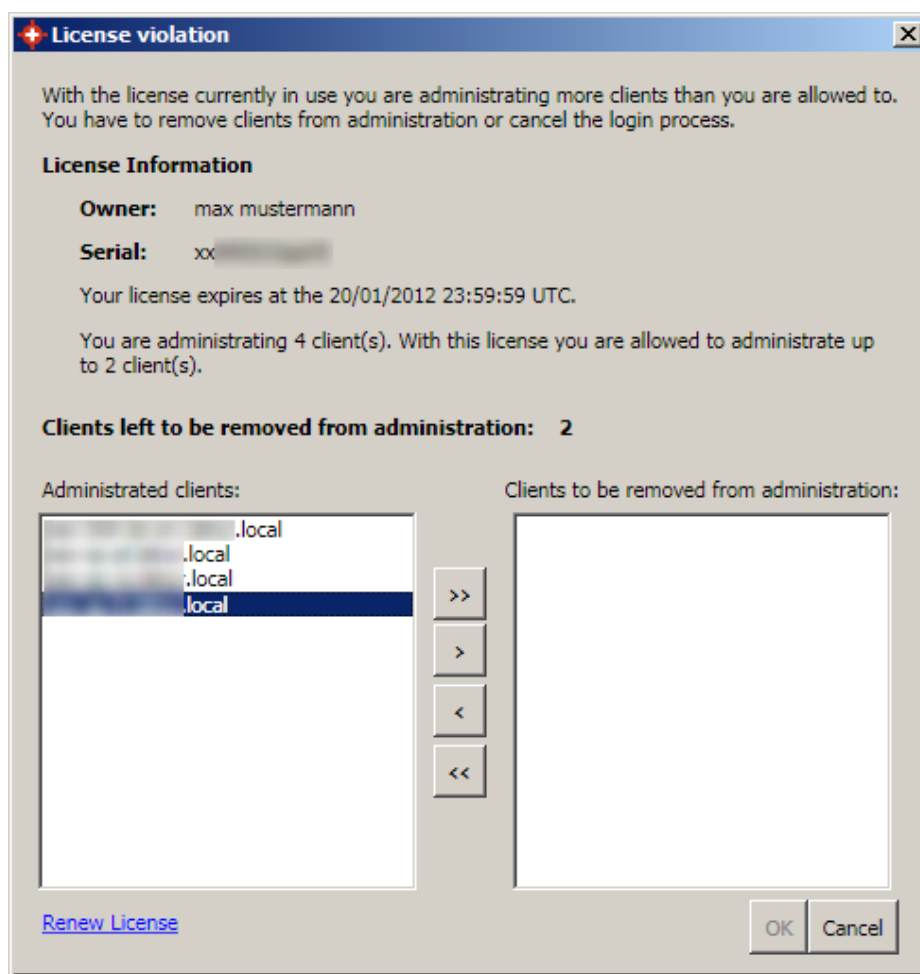 License violation
With the license currently in use you are administrating more clients than you are allowed to.
You have to remove clients from administration or cancel the login process.
License Information
Owner: max mustermann
Serial: xx
Your license expires at the 20/01/2012 23:59:59 UTC.
You are administrating 4 client(s). With this license you are allowed to administrate up
to 2 client(s).
Clients left to be removed from administration: 2
Administrated clients: Clients to be removed from administration:
.local
.local
.local
.local
>>
>
<
<<
Renew License OK Cancel